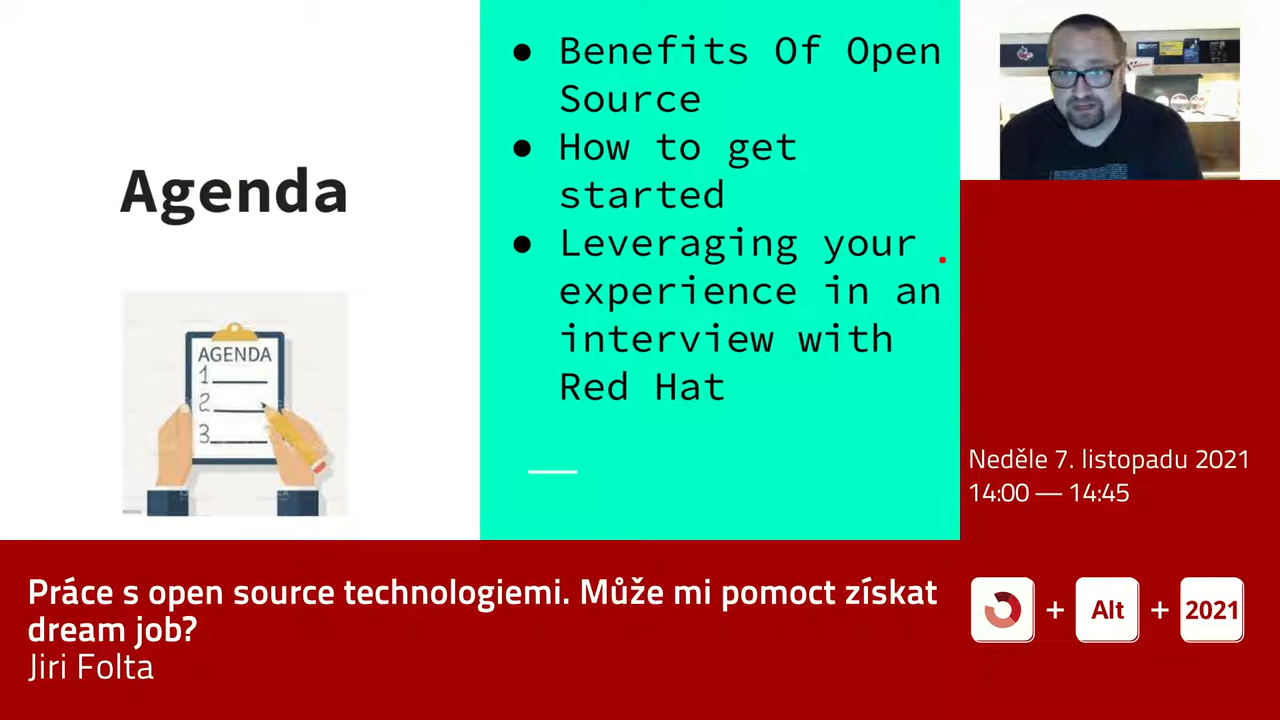 Agenda
AGENDA
1
2
3
● Benefits Of Open
Source
● How to get
started
● Leveraging your
experience in an
interview with
Red Hat
Neděle 7. listopadu 2021
14:00 — 14:45
Práce s open source technologiemi. Může mi pomoct získat
dream job?
Jiri Folta
+ Alt + 2021